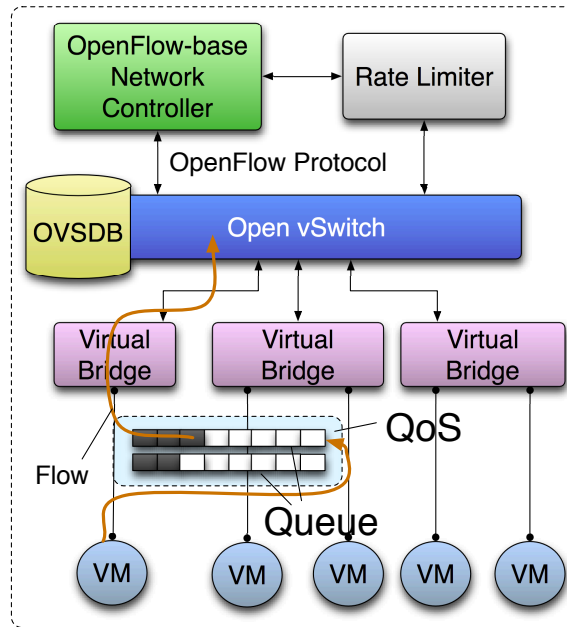 OpenFlow-base
Network
Controller
Rate Limiter
OpenFlow Protocol
OVSDB
Open vSwitch
Virtual
Bridge
Virtual
Bridge
Virtual
Bridge
QoS
Flow
Queue
VM
VM
VM
VM
VM